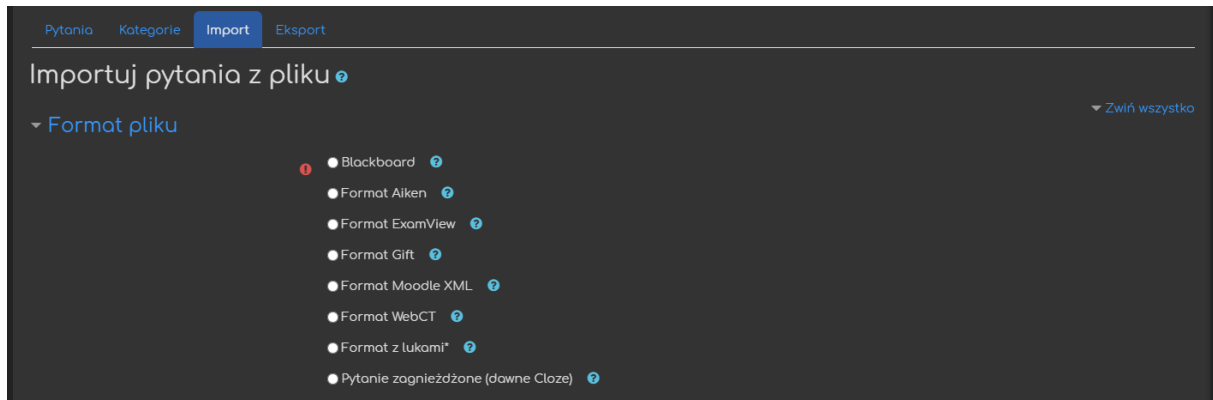 Pytania Kategorie Import Eksport
Importuj pytania z pliku
Zwiń wszystko
Format pliku
Blackboard
Format Aiken
Format ExamView
Format Gift
Format Moodle XML
Format WebCT
Format z lukami*
Pytanie zagnieżdżone (dawne Cloze)